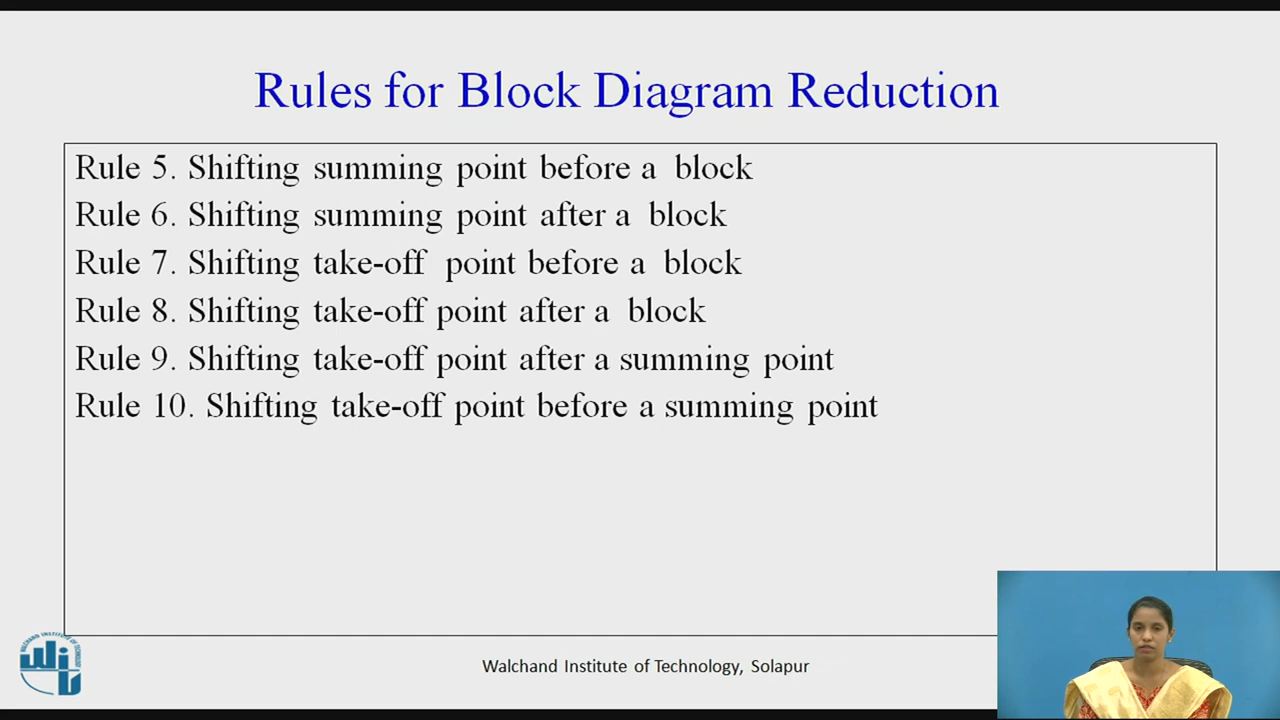 Rules for Block Diagram Reduction
Rule 5. Shifting summing point before a block
Rule 6. Shifting summing point after a block
Rule 7. Shifting take-off point before a block
Rule 8. Shifting take-off point after a block
Rule 9. Shifting take-off point after a summing point
Rule 10. Shifting take-off point before a summing point
Walchand Institute of Technology, Solapur